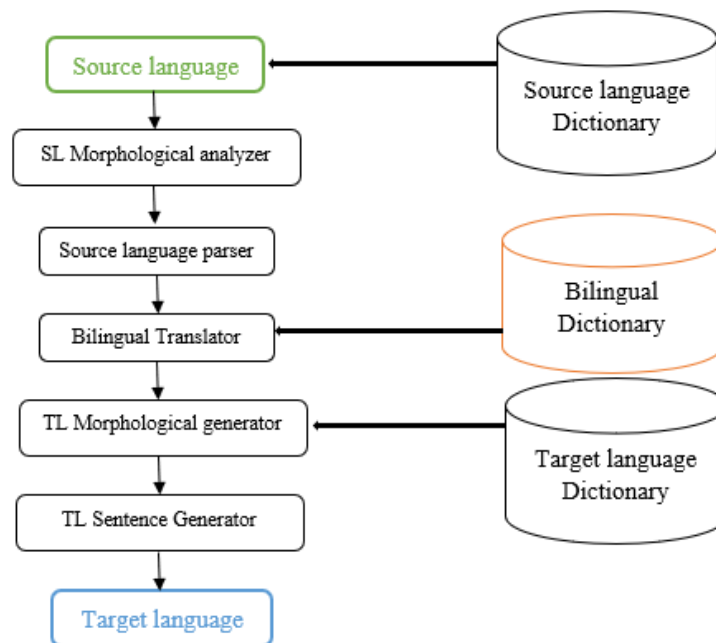 Source language
Source language
Dictionary
SL Morphological analyzer
Source language parser
Bilingual Translator
Bilingual
Dictionary
TL Morphological generator
Target language
Dictionary
TL Sentence Generator
Target language